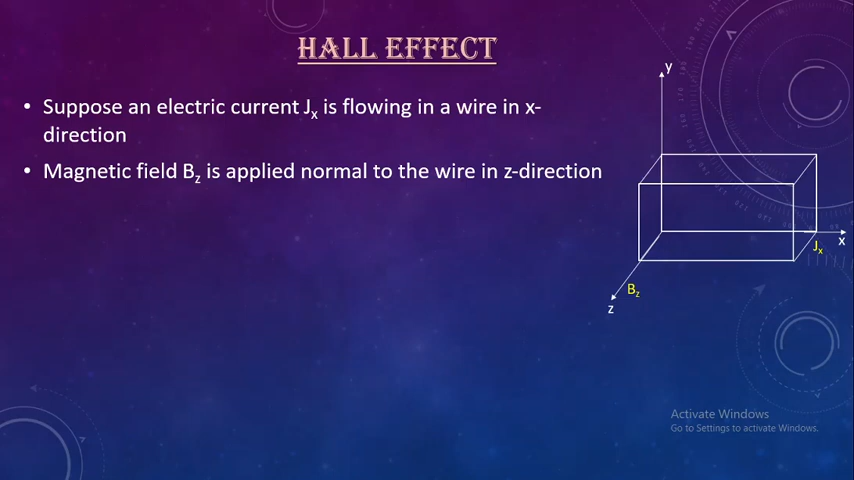 HALL EFFECT
• Suppose an electric current Jx is flowing in a wire in x-
direction
• Magnetic field Bz is applied normal to the wire in z-direction
y
x
Jx
Bz
z
Activate Windows
Go to Settings to activate Windows.